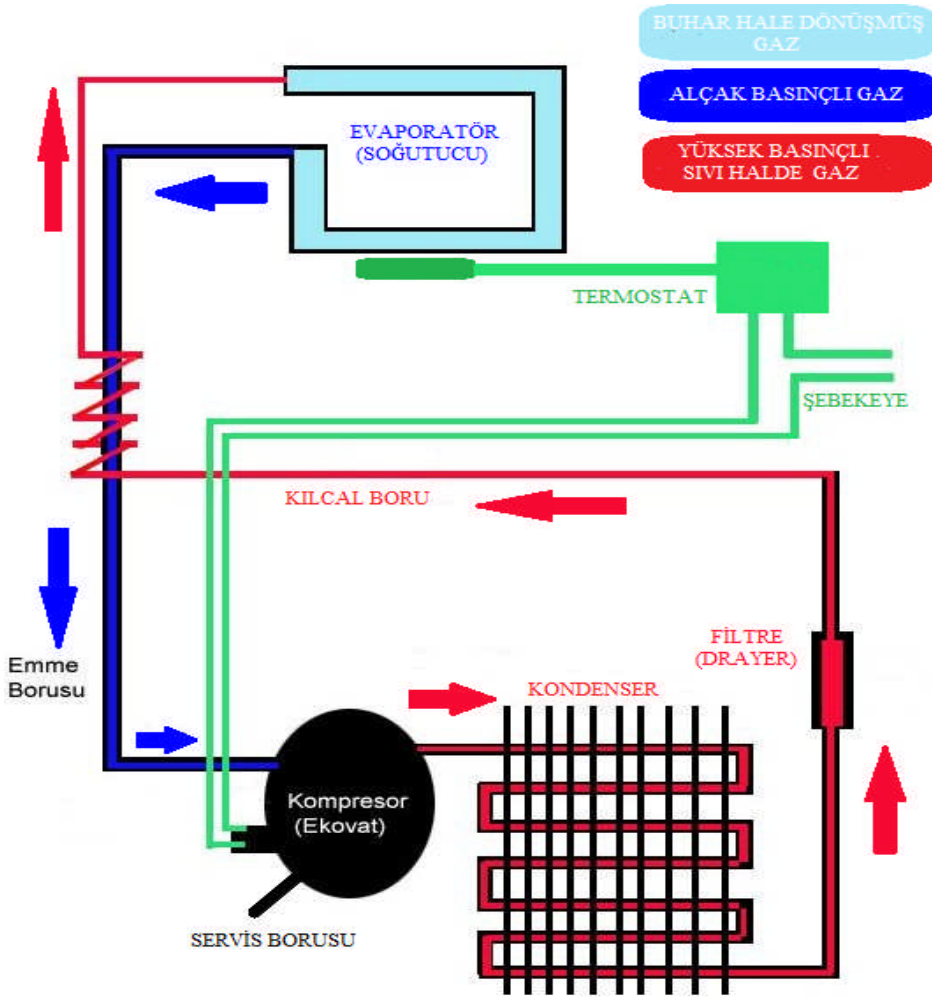 BUHAR HALE DÖNÜŞMÜŞ
GAZ
ALÇAK BASINÇLI GAZ
YÜKSEK BASINÇLI
SIVI HALDE GAZ
EVAPORATÖR
(SOĞUTUCU)
TERMOSTAT
ŞEBEKEYE
KILCAL BORU
FİLTRE
(DRAYER)
Emme
Borusu
KONDENSER
Kompresor
(Ekovat)
SERVİS BORUSU